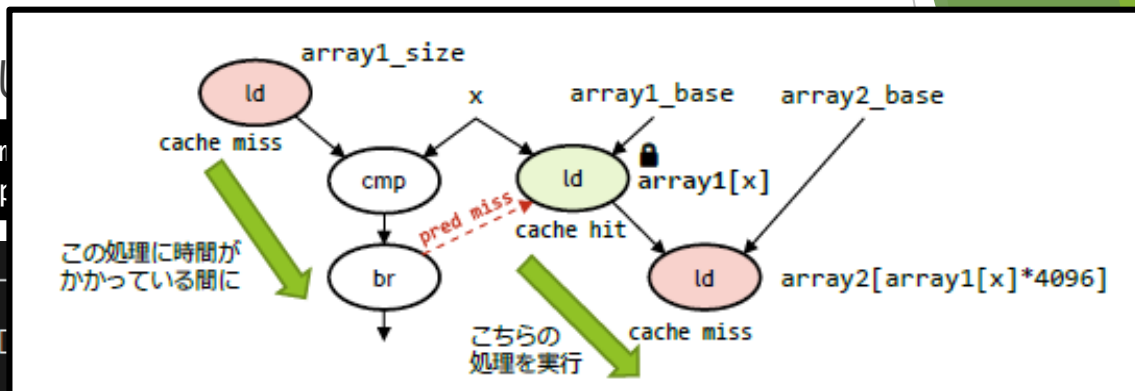 array1_size
ld
x
array1_base
array2_base
cache miss
cmp
ld
array1[x]
pred miss
cache hit
この処理に時間が
かかっている間に
br
ld
array2[array1[x]*4096]
こちらの
処理を実行
cache miss